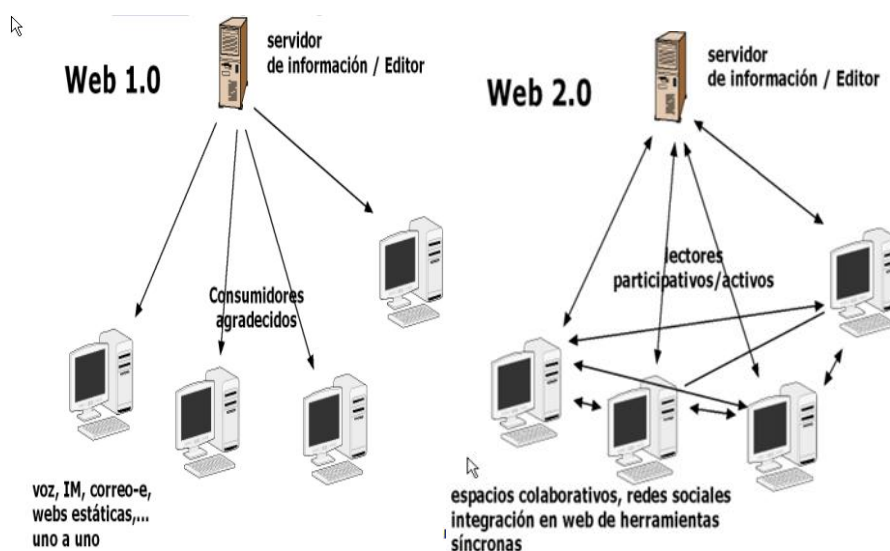 servidor
de información / Editor
Web 1.0
Consumidores
agradecidos
voz, IM, correo-e,
webs estáticas,...
uno a uno
servidor
de información / Editor
Web 2.0
lectores
participativos/activos
espacios colaborativos, redes sociales
integración en web de herramientas
síncronas